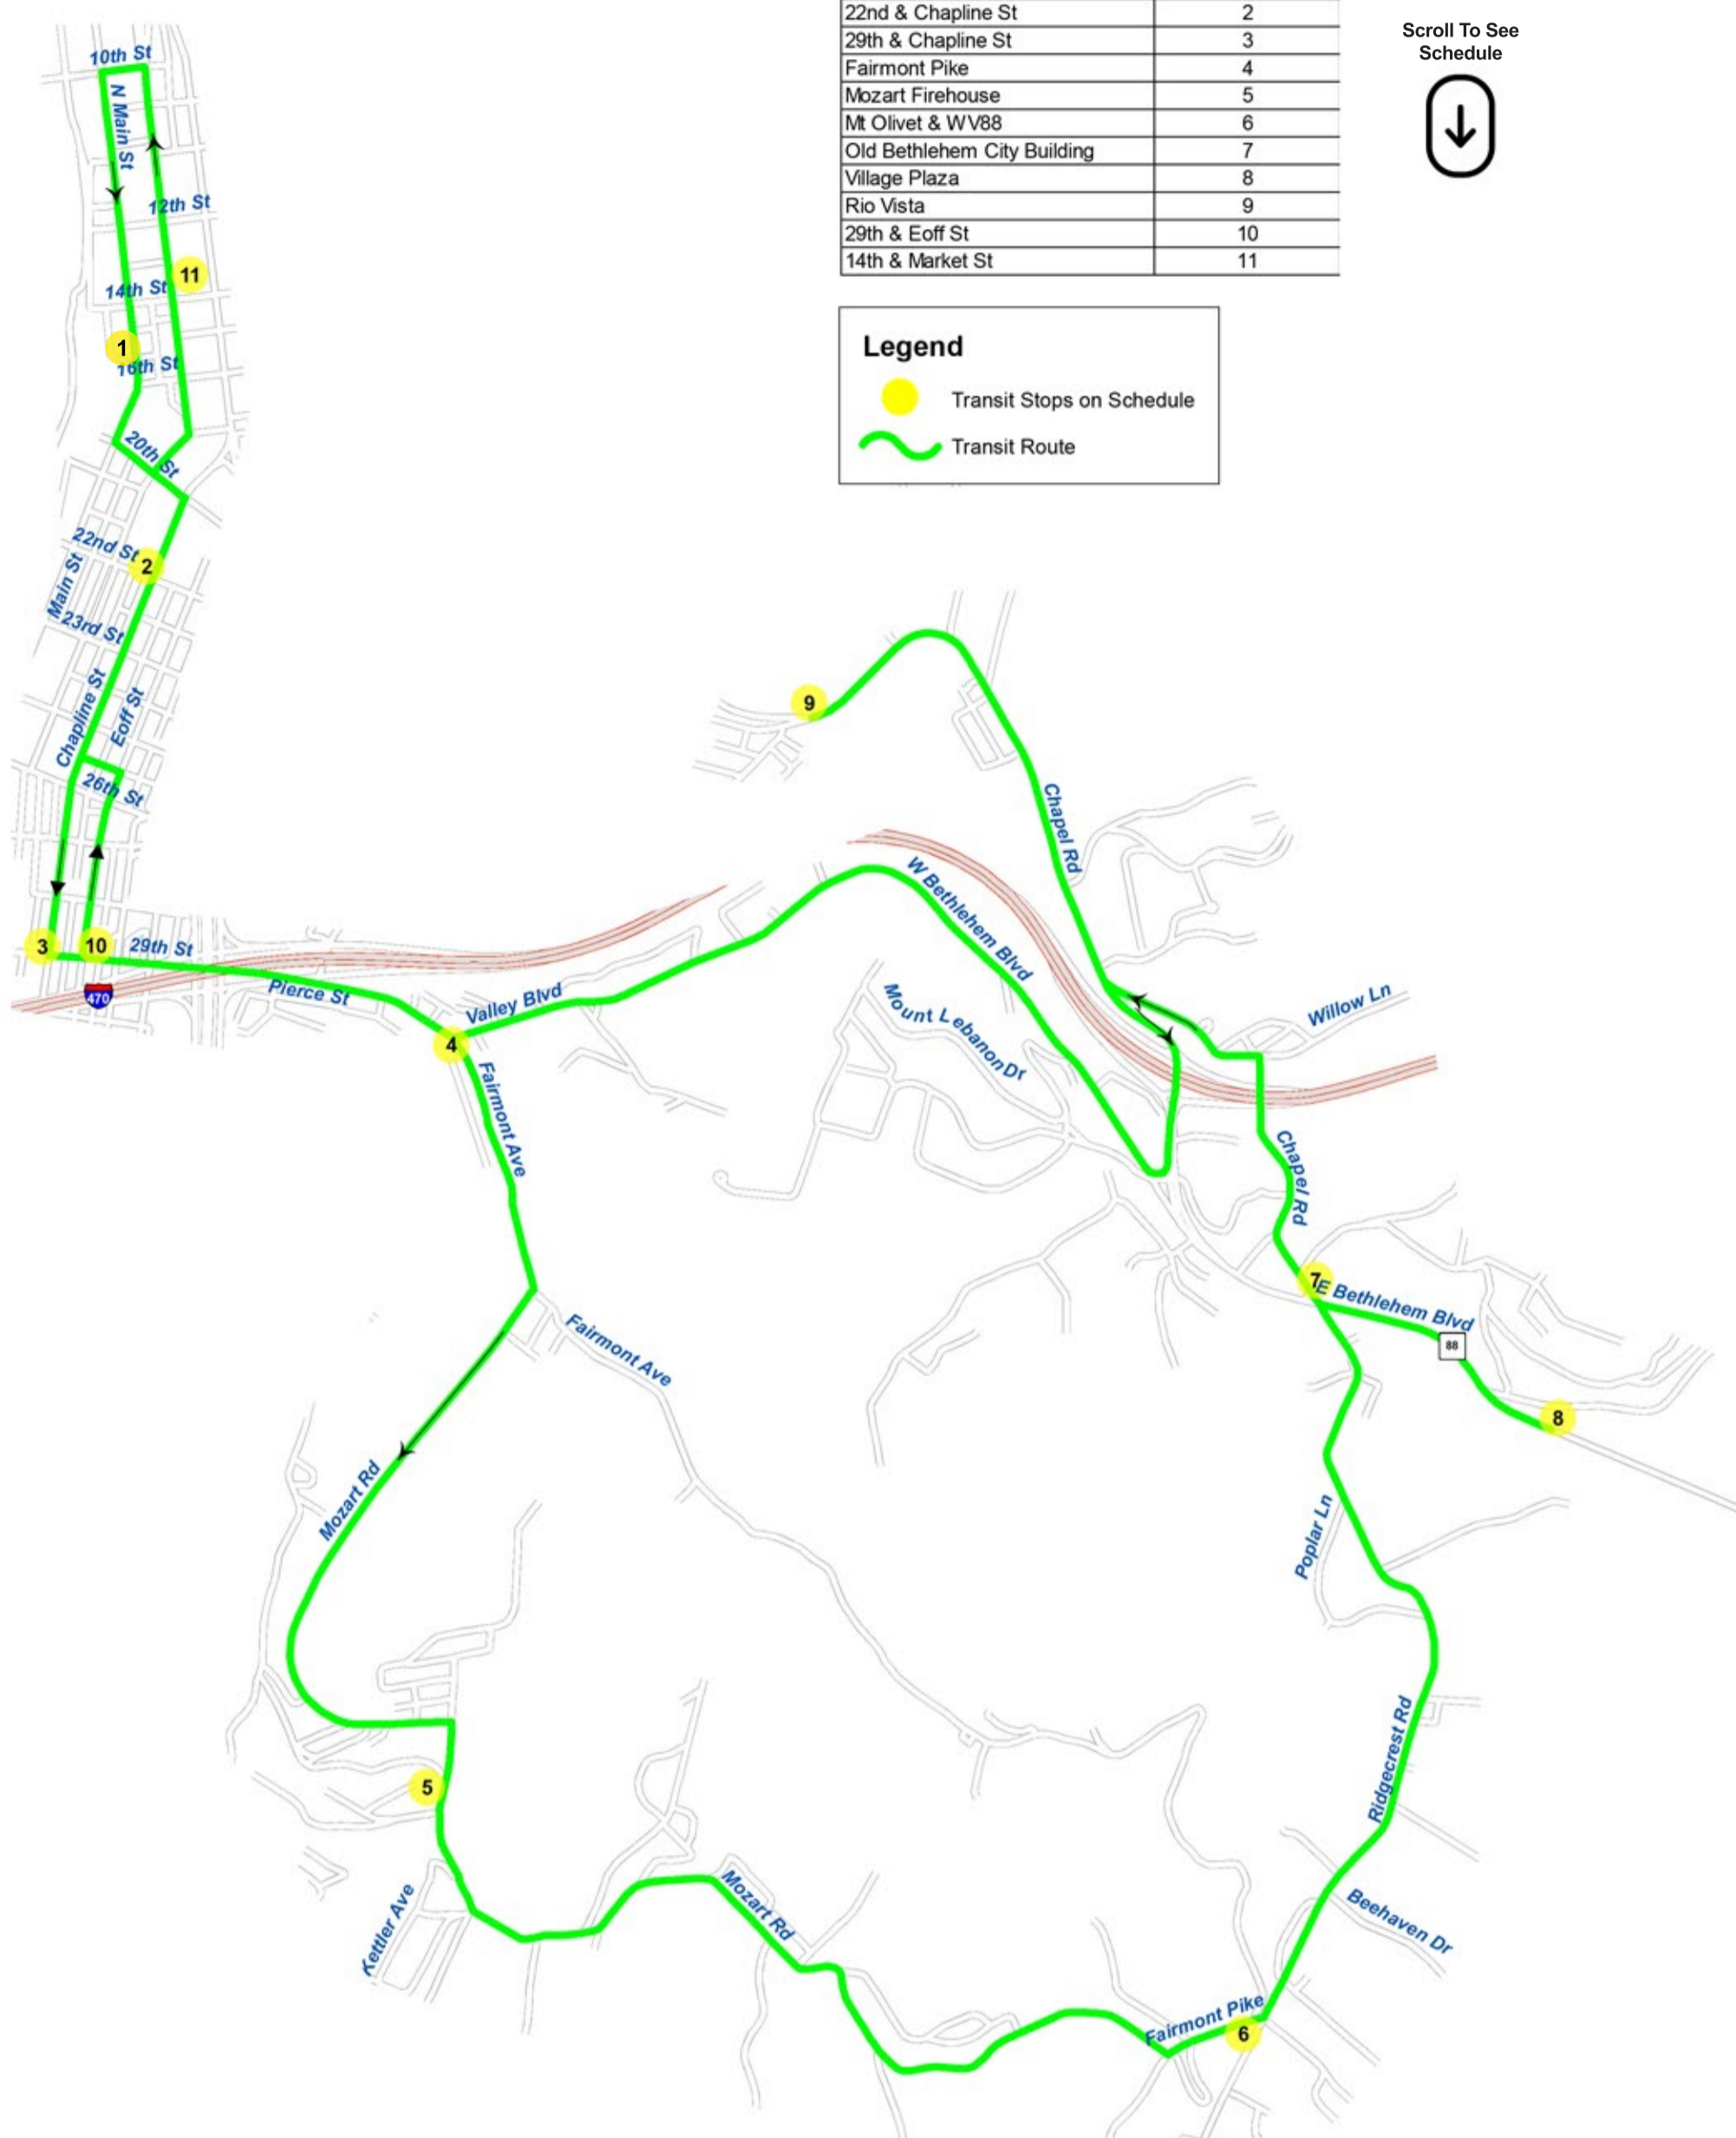 22nd & Chapline St 2
29th & Chapline St 3
Fairmont Pike 4
Mozart Firehouse 5
Mt Olivet & WV88 6
Old Bethlehem City Building 7
Village Plaza 8
Rio Vista 9
29th & Eoff St 10
14th & Market St 11
Scroll To See
Schedule
Legend
Transit Stops on Schedule
Transit Route
10th St
N Main St
12th St
11
14th St
1
16th St
20th St
22nd St
2
Main St
23rd St
Chapline St
Eoff St
26th St
3
10
29th St
470
Pierce St
4
Valley Blvd
Fairmont Ave
9
Chapel Rd
W Bethlehem Blvd
Mount Lebanon Dr
Willow Ln
Chapel Rd
7
E Bethlehem Blvd
88
8
Fairmont Ave
Mozart Rd
Poplar Ln
5
Ridgecrest Rd
Kettler Ave
Mozart Rd
Beehaven Dr
Fairmont Pike
6